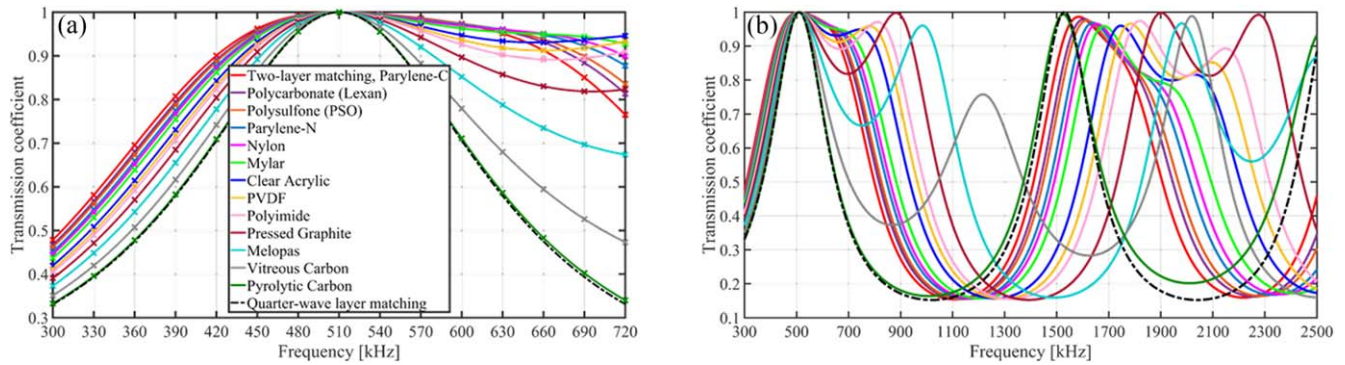 (a)
Transmission coefficient
1
0.9
0.8
0.7
0.6
0.5
0.4
0.3
Two-layer matching, Parylene-C
Polycarbonate (Lexan)
Polysulfone (PSO)
Parylene-N
Nylon
Mylar
Clear Acrylic
PVDF
Polyimide
Pressed Graphite
Melopas
Vitreous Carbon
Pyrolytic Carbon
Quarter-wave layer matching
300 330 360 390 420 450 480 510 540 570 600 630 660 690 720
Frequency [kHz]
(b)
Transmission coefficient
1
0.9
0.8
0.7
0.6
0.5
0.4
0.3
0.2
0.1
300 500 700 900 1100 1300 1500 1700 1900 2100 2300 2500
Frequency [kHz]